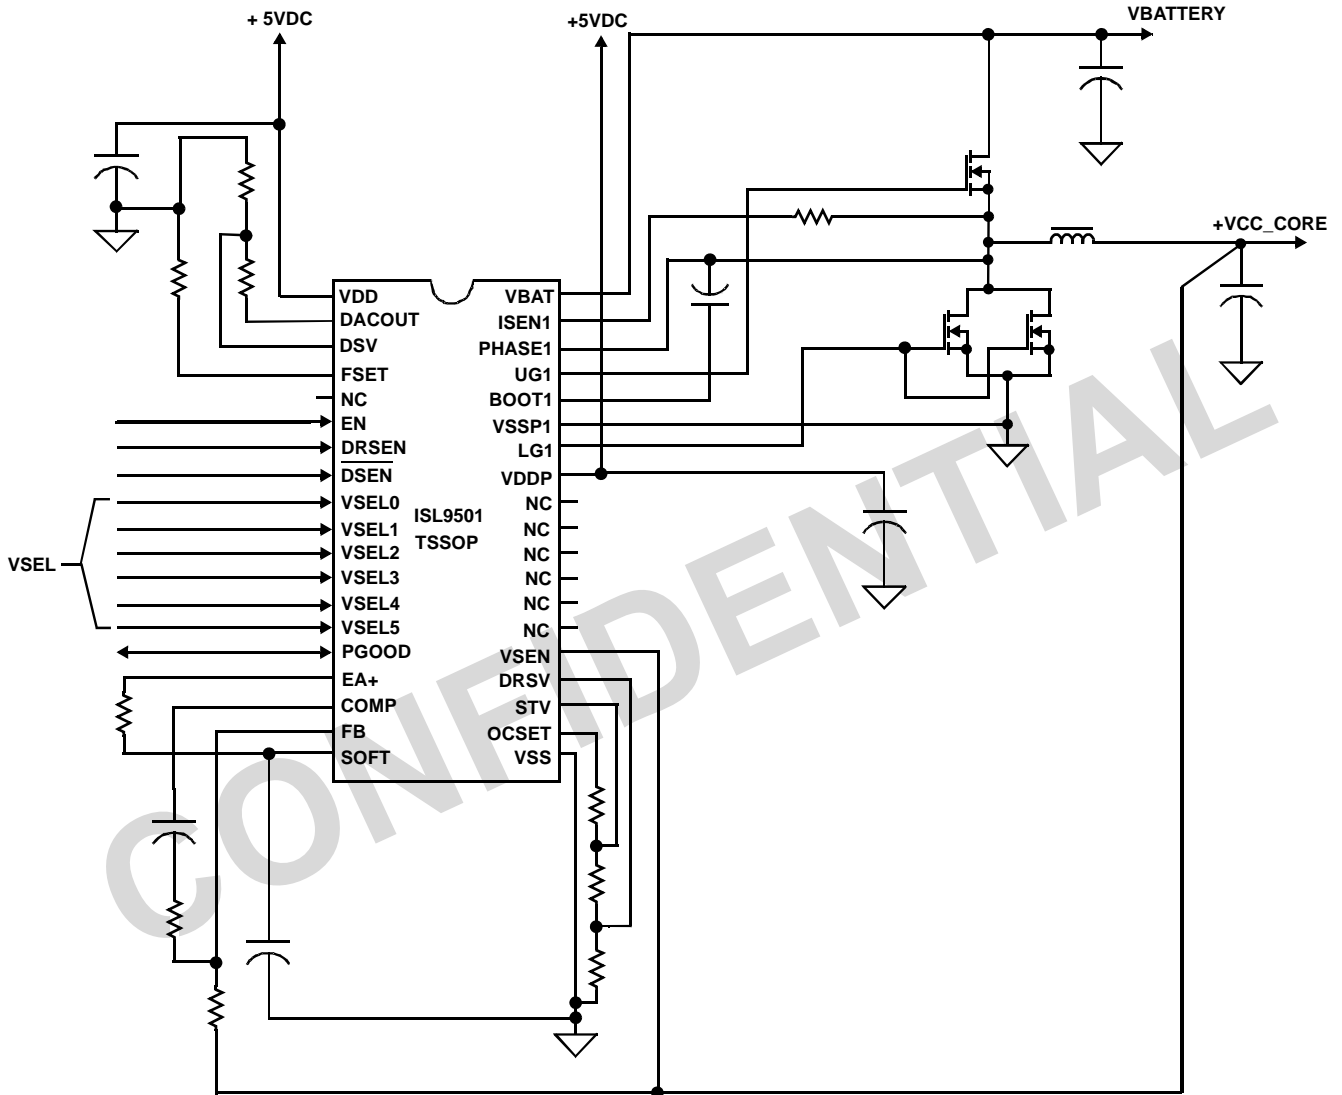 + 5VDC
+5VDC
VBATTERY
+VCC_CORE
VDD
DACOUT
DSV
FSET
NC
EN
DRSEN
DSEN
VSEL0
VSEL1
VSEL2
VSEL3
VSEL4
VSEL5
PGOOD
EA+
COMP
FB
SOFT
VSEL
ISL9501
TSSOP
VBAT
ISEN1
PHASE1
UG1
BOOT1
VSSP1
LG1
VDDP
NC
NC
NC
NC
NC
NC
VSEN
DRSV
STV
OCSET
VSS
CONFIDENTIAL